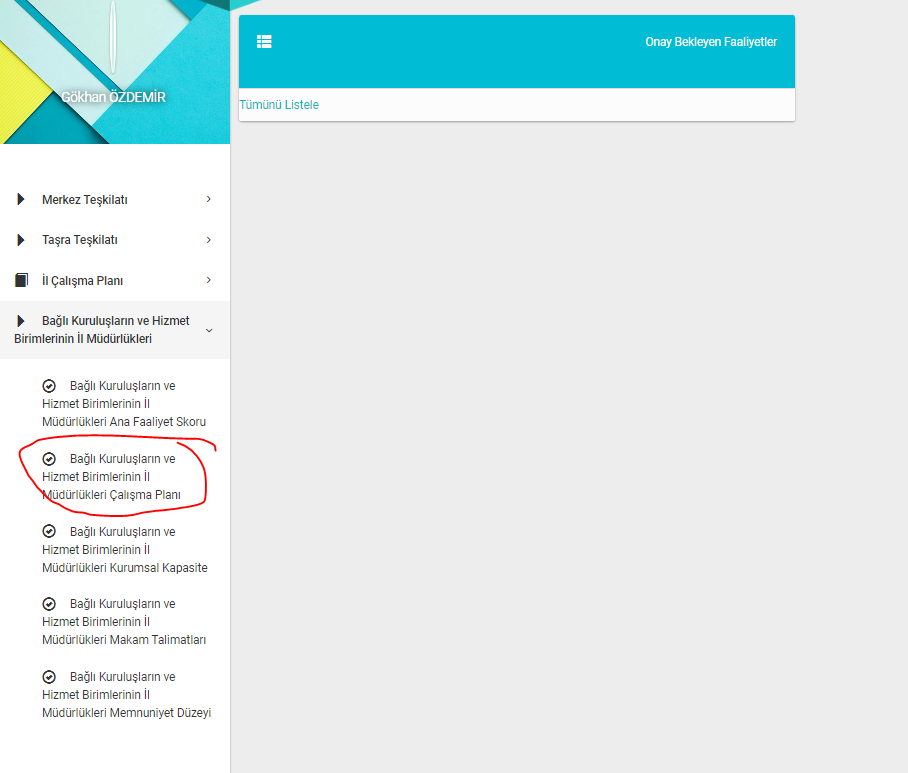 Gökhan ÖZDEMİR
Merkez Teşkilatı
Taşra Teşkilatı
İl Çalışma Planı
Bağlı Kuruluşların ve Hizmet
Birimlerinin İl Müdürlükleri
Bağlı Kuruluşların ve
Hizmet Birimlerinin İl
Müdürlükleri Ana Faaliyet Skoru
Bağlı Kuruluşların ve
Hizmet Birimlerinin İl
Müdürlükleri Çalışma Planı
Bağlı Kuruluşların ve
Hizmet Birimlerinin İl
Müdürlükleri Kurumsal Kapasite
Bağlı Kuruluşların ve
Hizmet Birimlerinin İl
Müdürlükleri Makam Talimatları
Bağlı Kuruluşların ve
Hizmet Birimlerinin İl
Müdürlükleri Memnuniyet Düzeyi
Onay Bekleyen Faaliyetler
Tümünü Listele